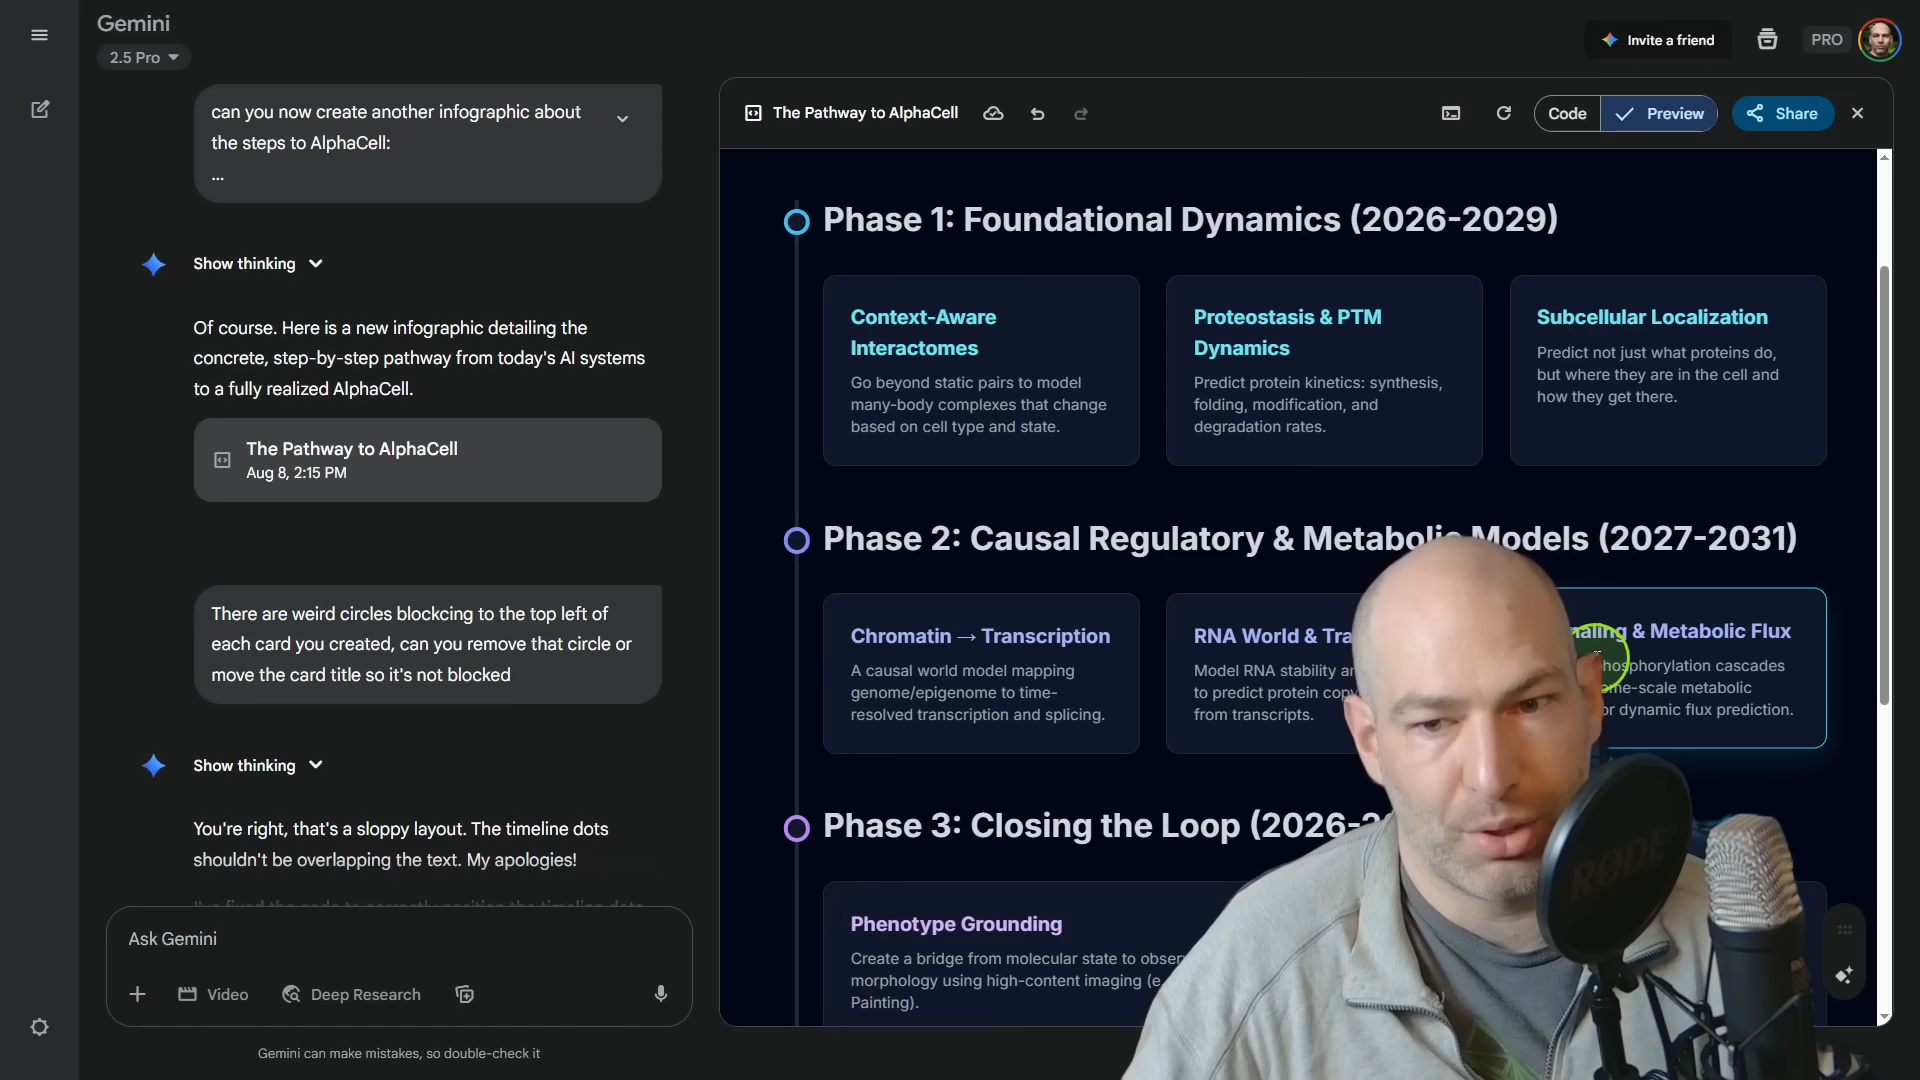 Gemini
2.5 Pro
Invite a friend
PRO
can you now create another infographic about
the steps to AlphaCell:
...
Show thinking
Of course. Here is a new infographic detailing the
concrete, step-by-step pathway from today's AI systems
to a fully realized AlphaCell.
The Pathway to AlphaCell
Aug 8, 2:15 PM
There are weird circles blockcing to the top left of
each card you created, can you remove that circle or
move the card title so it's not blocked
Show thinking
You're right, that's a sloppy layout. The timeline dots
shouldn't be overlapping the text. My apologies!
I've fixed the code to correctly position the timeline dots
Ask Gemini
Video
Deep Research
Gemini can make mistakes, so double-check it
The Pathway to AlphaCell
Code
Preview
Share
Phase 1: Foundational Dynamics (2026-2029)
Context-Aware
Interactomes
Go beyond static pairs to model
many-body complexes that change
based on cell type and state.
Proteostasis & PTM
Dynamics
Predict protein kinetics: synthesis,
folding, modification, and
degradation rates.
Subcellular Localization
Predict not just what proteins do,
but where they are in the cell and
how they get there.
Phase 2: Causal Regulatory & Metabolic Models (2027-2031)
Chromatin → Transcription
A causal world model mapping
genome/epigenome to time-
resolved transcription and splicing.
RNA World &
Model RNA stability
to predict protein
from transcripts.
& Metabolic Flux
cascades
metabolic
dynamic flux prediction.
Phase 3: Closing the Loop
Phenotype Grounding
Create a bridge from molecular state to
morphology using high-content imaging
Painting).
RØDE